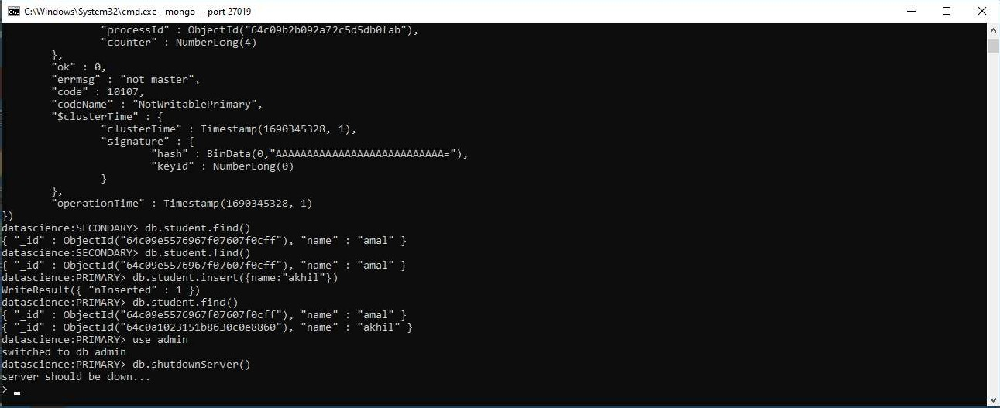 C:\Windows\System32\cmd.exe - mongo --port 27019
"processId" : ObjectId("64c09b2b092a72c5d5db0fab"),
"counter" : NumberLong(4)
},
"ok" : 0,
"errmsg" : "not master",
"code" : 10107,
"codeName" : "NotWritablePrimary",
"$clusterTime" : {
"clusterTime" : Timestamp(1690345328, 1),
"signature" : {
"hash" : BinData(0,"AAAAAAAAAAAAAAAAAAAAAAAAAAA="),
"keyId" : NumberLong(0)
}
},
"operationTime" : Timestamp(1690345328, 1)
})
datascience:SECONDARY> db.student.find()
{ "_id" : ObjectId("64c09e5576967f07607f0cff"), "name" : "amal" }
datascience:SECONDARY> db.student.find()
{ "_id" : ObjectId("64c09e5576967f07607f0cff"), "name" : "amal" }
datascience:PRIMARY> db.student.insert({name:"akhil"})
WriteResult({ "nInserted" : 1 })
datascience:PRIMARY> db.student.find()
{ "_id" : ObjectId("64c09e5576967f07607f0cff"), "name" : "amal" }
{ "_id" : ObjectId("64c0a1023151b8630c0e8860"), "name" : "akhil" }
datascience:PRIMARY> use admin
switched to db admin
datascience:PRIMARY> db.shutdownServer()
server should be down...
>